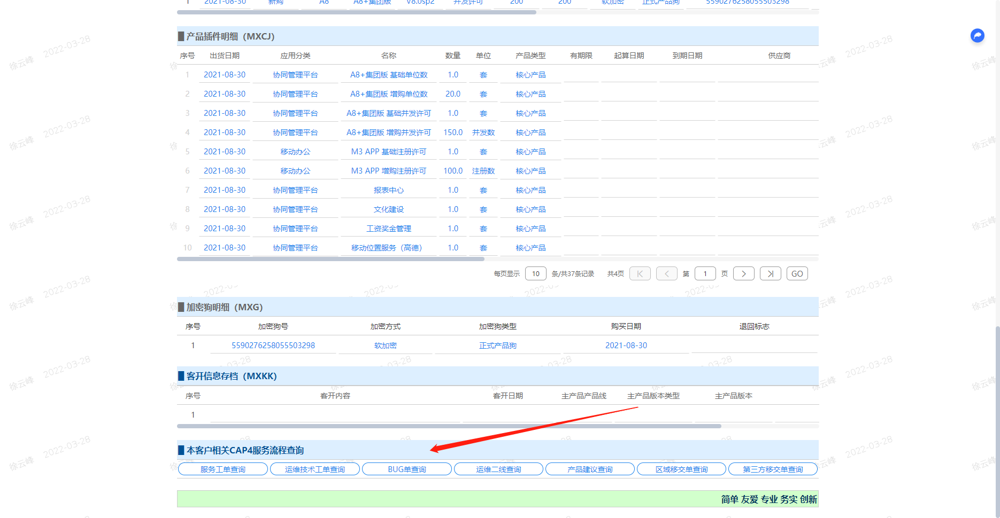 1 2021-08-30 新购 A8 A8+集团版 V8.0sp2 并发许可 200 200 软加密 正式产品狗 5590276258055503298
产品插件明细（MXCJ）
序号 出货日期 应用分类 名称 数量 单位 产品类型 有期限 起算日期 到期日期 供应商
1 2021-08-30 协同管理平台 A8+集团版 基础单位数 1.0 套 核心产品
2 2021-08-30 协同管理平台 A8+集团版 增购单位数 20.0 套 核心产品
3 2021-08-30 协同管理平台 A8+集团版 基础并发许可 1.0 套 核心产品
4 2021-08-30 协同管理平台 A8+集团版 增购并发许可 150.0 并发数 核心产品
5 2021-08-30 移动办公 M3 APP 基础注册许可 1.0 套 核心产品
6 2021-08-30 移动办公 M3 APP 增购注册许可 100.0 注册数 核心产品
7 2021-08-30 协同管理平台 报表中心 1.0 套 核心产品
8 2021-08-30 协同管理平台 文化建设 1.0 套 核心产品
9 2021-08-30 协同管理平台 工资奖金管理 1.0 套 核心产品
10 2021-08-30 协同管理平台 移动位置服务（高德） 1.0 套 核心产品
每页显示 10 条/共37条记录 共4页 第 1 页 GO
加密狗明细（MXG）
序号 加密狗号 加密方式 加密狗类型 购买日期 退回标志
1 5590276258055503298 软加密 正式产品狗 2021-08-30
客开信息存档（MXKK）
序号 客开内容 客开日期 主产品产品线 主产品版本类型 主产品版本
1
本客户相关CAP4服务流程查询
服务工单查询 运维技术工单查询 BUG单查询 运维二线查询 产品建议查询 区域移交单查询 第三方移交单查询
简单 友爱 专业 务实 创新
徐云峰 2022-03-28